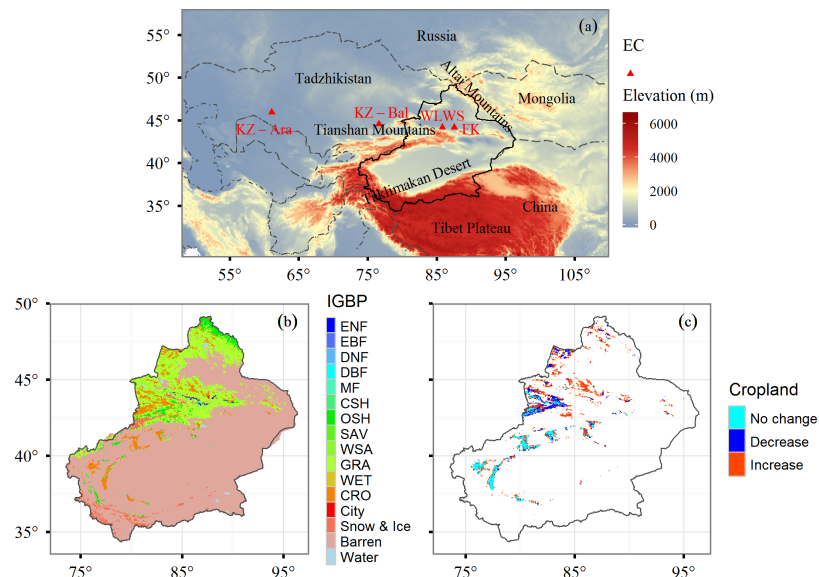 (a)
55°
50°
45°
40°
35°
55°
65°
75°
85°
95°
105°
Russia
Tadzhikistan
Altai Mountains
Mongolia
KZ – Ara
KZ – Bal
WLWS
FK
Tianshan Mountains
Taklimakan Desert
China
Tibet Plateau
EC
Elevation (m)
6000
4000
2000
0
(b)
50°
45°
40°
35°
75°
85°
95°
IGBP
ENF
EBF
DNF
DBF
MF
CSH
OSH
SAV
WSA
GRA
WET
CRO
City
Snow & Ice
Barren
Water
(c)
75°
85°
95°
Cropland
No change
Decrease
Increase